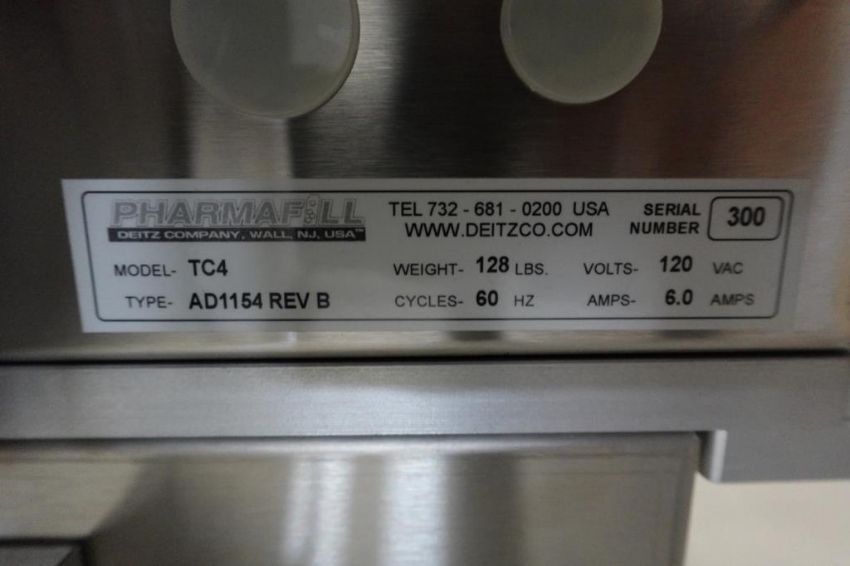 PHARMAFILL
DEITZ COMPANY, WALL, NJ, USA™
TEL 732 - 681 - 0200 USA
WWW.DEITZCO.COM
SERIAL NUMBER 300
MODEL- TC4 WEIGHT- 128 LBS. VOLTS- 120 VAC
TYPE- AD1154 REV B CYCLES- 60 HZ AMPS- 6.0 AMPS